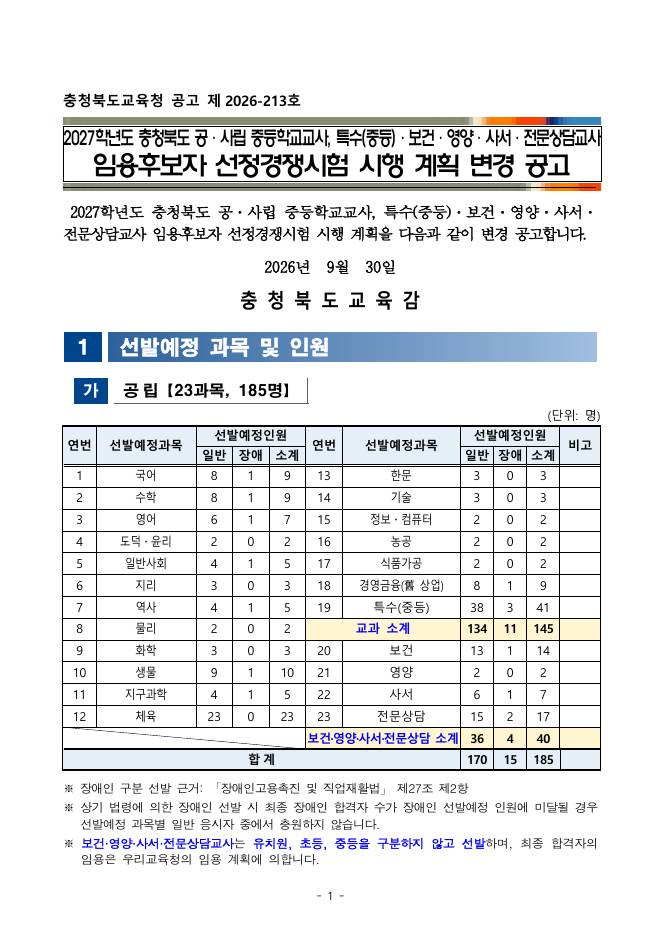 충청북도교육청 공고 제 2026-213호
2027학년도 충청북도 공·사립 중등학교교사, 특수(중등)·보건·영양·사서·전문상담교사
임용후보자 선정경쟁시험 시행 계획 변경 공고
2027학년도 충청북도 공·사립 중등학교교사, 특수(중등)·보건·영양·사서·
전문상담교사 임용후보자 선정경쟁시험 시행 계획을 다음과 같이 변경 공고합니다.
2026년 9월 30일
충 청 북 도 교 육 감
1 선발예정 과목 및 인원
가 공 립【23과목, 185명】
(단위: 명)
연번 선발예정과목 선발예정인원 연번 선발예정과목 선발예정인원 비고
일반 장애 소계 일반 장애 소계
1 국어 8 1 9 13 한문 3 0 3
2 수학 8 1 9 14 기술 3 0 3
3 영어 6 1 7 15 정보·컴퓨터 2 0 2
4 도덕·윤리 2 0 2 16 농공 2 0 2
5 일반사회 4 1 5 17 식품가공 2 0 2
6 지리 3 0 3 18 경영금융(舊 상업) 8 1 9
7 역사 4 1 5 19 특수(중등) 38 3 41
8 물리 2 0 2 교과 소계 134 11 145
9 화학 3 0 3 20 보건 13 1 14
10 생물 9 1 10 21 영양 2 0 2
11 지구과학 4 1 5 22 사서 6 1 7
12 체육 23 0 23 23 전문상담 15 2 17
보건·영양·사서·전문상담 소계 36 4 40
합 계 170 15 185
※ 장애인 구분 선발 근거: 「장애인고용촉진 및 직업재활법」 제27조 제2항
※ 상기 법령에 의한 장애인 선발 시 최종 장애인 합격자 수가 장애인 선발예정 인원에 미달될 경우
선발예정 과목별 일반 응시자 중에서 충원하지 않습니다.
※ 보건·영양·사서·전문상담교사는 유치원, 초등, 중등을 구분하지 않고 선발하며, 최종 합격자의
임용은 우리교육청의 임용 계획에 의합니다.
- 1 -